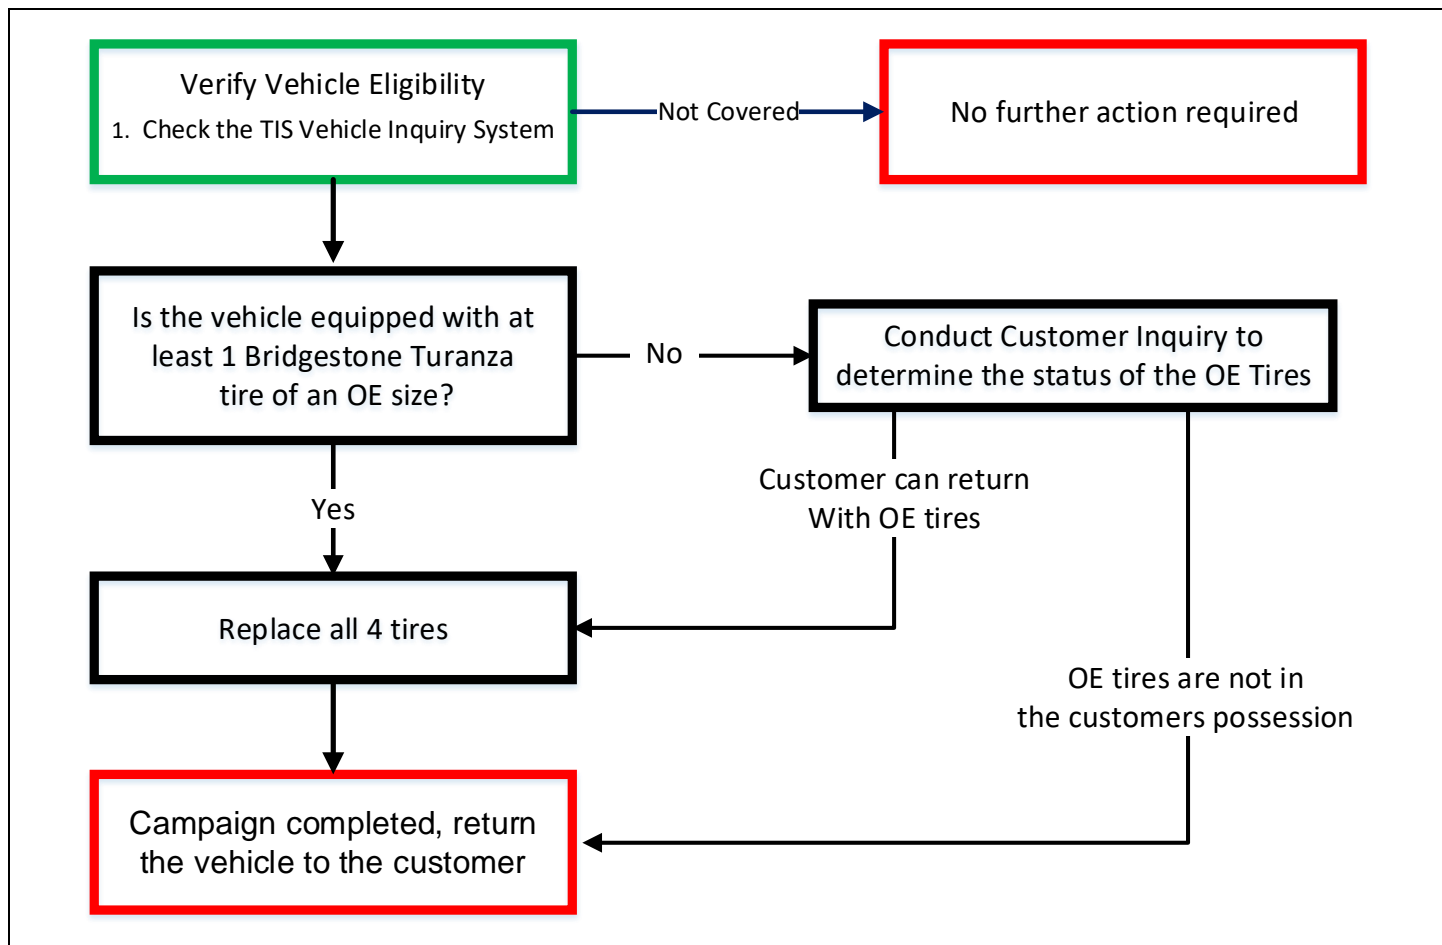 Verify Vehicle Eligibility
1. Check the TIS Vehicle Inquiry System
Not Covered
No further action required
Is the vehicle equipped with at
least 1 Bridgestone Turanza
tire of an OE size?
No
Conduct Customer Inquiry to
determine the status of the OE Tires
Yes
Customer can return
With OE tires
Replace all 4 tires
OE tires are not in
the customers possession
Campaign completed, return
the vehicle to the customer